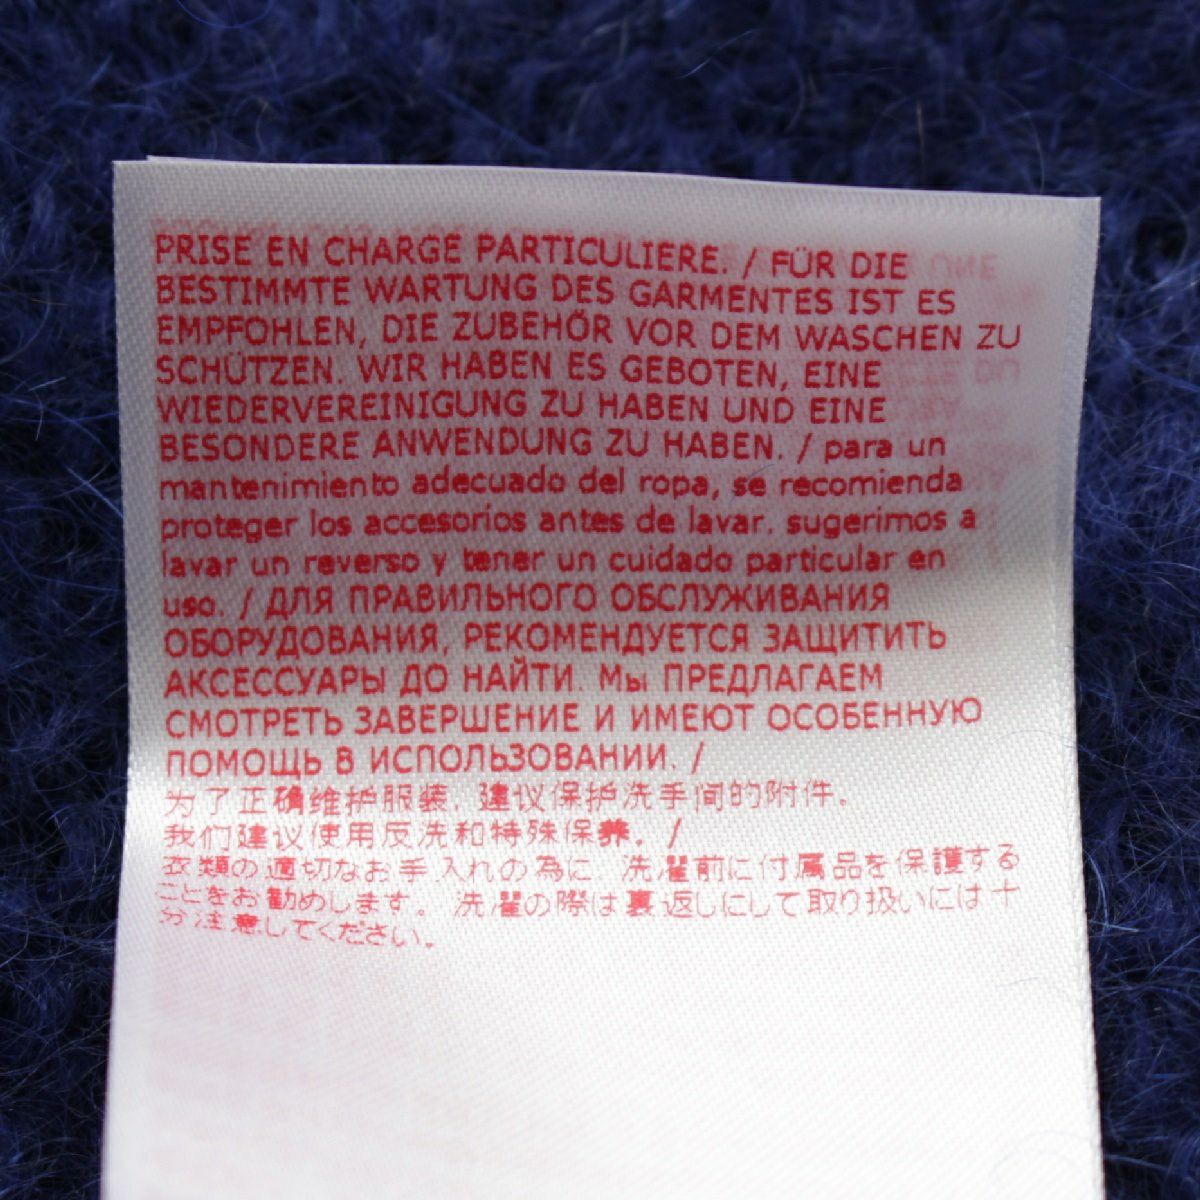 PRISE EN CHARGE PARTICULIERE. / FÜR DIE
BESTIMMTE WARTUNG DES GARMENTES IST ES
EMPFOHLEN, DIE ZUBEHÖR VOR DEM WASCHEN ZU
SCHÜTZEN. WIR HABEN ES GEBOTEN, EINE
WIEDERVEREINIGUNG ZU HABEN UND EINE
BESONDERE ANWENDUNG ZU HABEN. / para un
mantenimiento adecuado del ropa, se recomienda
proteger los accesorios antes de lavar. sugerimos a
lavar un reverso y tener un cuidado particular en
uso. / ДЛЯ ПРАВИЛЬНОГО ОБСЛУЖИВАНИЯ
ОБОРУДОВАНИЯ, РЕКОМЕНДУЕТСЯ ЗАЩИТИТЬ
АКСЕССУАРЫ ДО НАЙТИ. Мы ПРЕДЛАГАЕМ
СМОТРЕТЬ ЗАВЕРШЕНИЕ И ИМЕЮТ ОСОБЕННУЮ
ПОМОЩЬ В ИСПОЛЬЗОВАНИИ. /
为了正确维护服装, 建议保护洗手间的附件.
我们建议使用反洗和特殊保养. /
衣類の適切なお手入れの為に 洗濯前に付属品を保護する
ことをお勧めします。 洗濯の際は裏返しにして取り扱いには十
分注意してください。